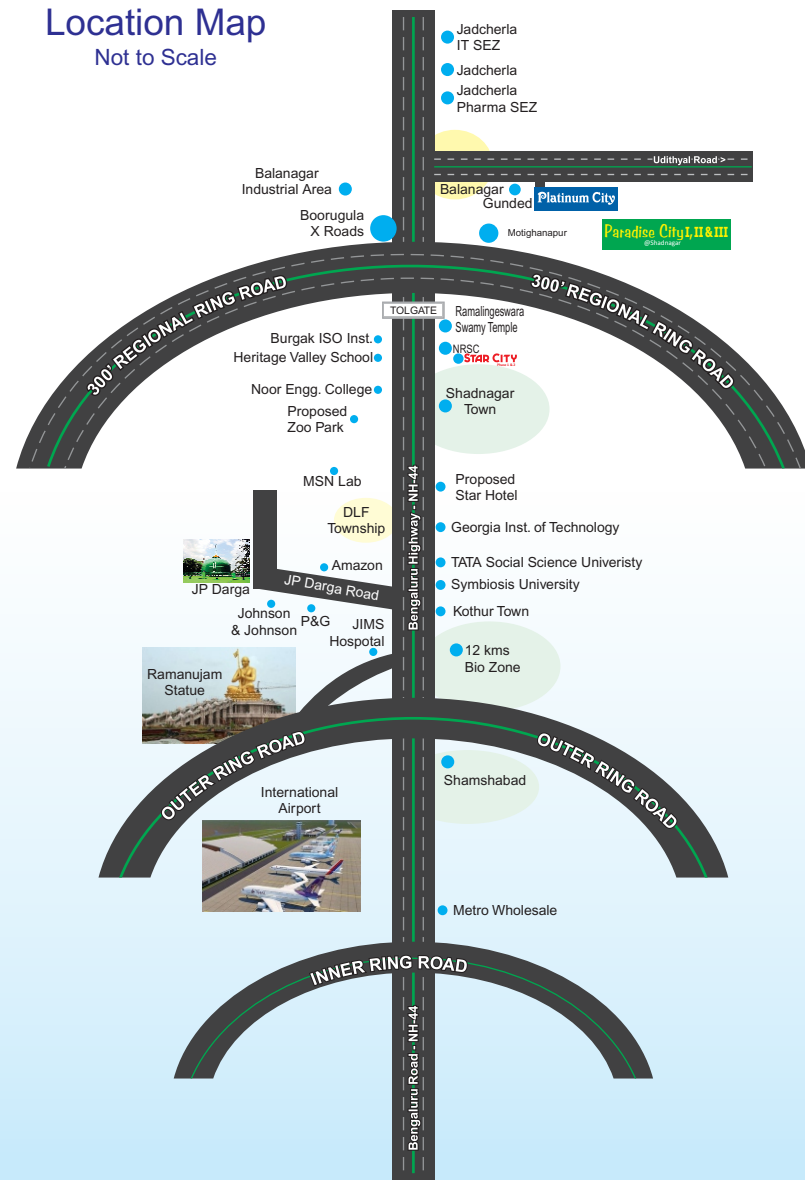 Location Map
Not to Scale
Jadcherla
IT SEZ
Jadcherla
Jadcherla
Pharma SEZ
Udithyal Road >
Balanagar
Industrial Area
Balanagar
Gunded
Platinum City
Boorugula
X Roads
Motighanapur
Paradise City I, II & III
@Shadnagar
300' REGIONAL RING ROAD
300' REGIONAL RING ROAD
TOLGATE
Ramalingeswara
Swamy Temple
Burgak ISO Inst.
NRSC
Heritage Valley School
STAR CITY
Noor Engg. College
Shadnagar
Town
Proposed
Zoo Park
MSN Lab
Proposed
Star Hotel
Bengaluru Highway - NH-44
DLF
Township
Georgia Inst. of Technology
Amazon
TATA Social Science Univeristy
JP Darga
JP Darga Road
Symbiosis University
Johnson
& Johnson
P&G
Kothur Town
JIMS
Hospotal
12 kms
Bio Zone
Ramanujam
Statue
OUTER RING ROAD
OUTER RING ROAD
Shamshabad
International
Airport
Metro Wholesale
INNER RING ROAD
Bengaluru Road - NH-44